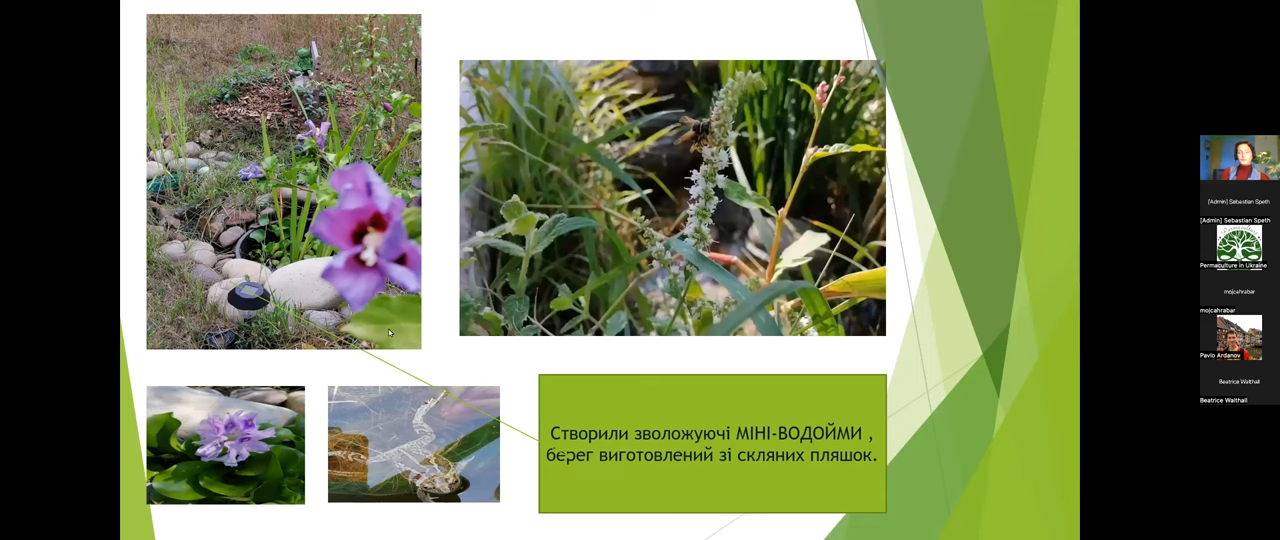 Створили зволожуючі МІНІ-ВОДОЙМИ ,
берег виготовлений зі скляних пляшок.
[Admin] Sebastian Speth
[Admin] Sebastian Speth
Permaculture in Ukraine
mojcahrabar
mojcahrabar
Pavlo Ardanov
Beatrice Walthall
Beatrice Walthall